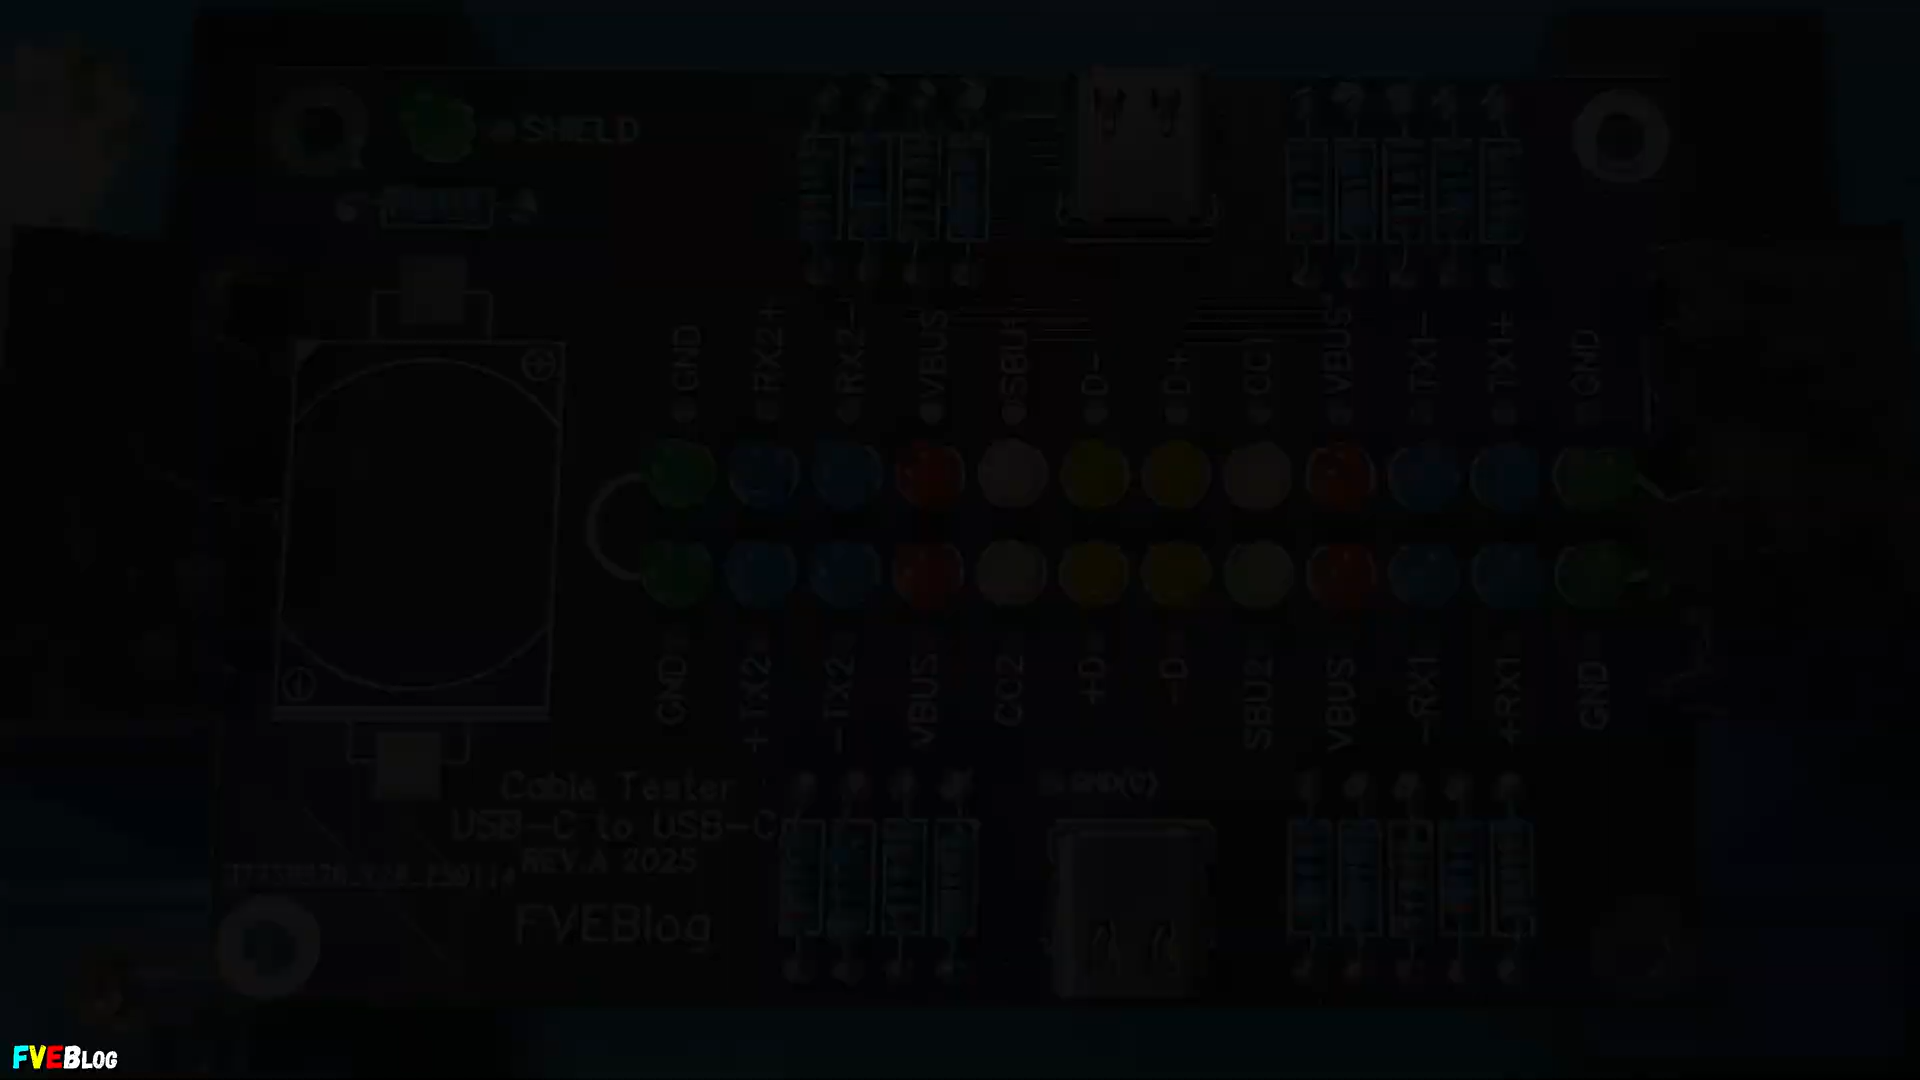 SHIELD
GND RX2+ RX2- VBUS SBU1 D- D+ CC1 VBUS TX1- TX1+ GND
GND +TX2 -TX2 VBUS CC2 +D -D SBU2 VBUS -RX1 +RX1 GND
Cable Tester
USB-C to USB-C
REV.A 2025
FVEBlog
GND(C)
FVEBLOG